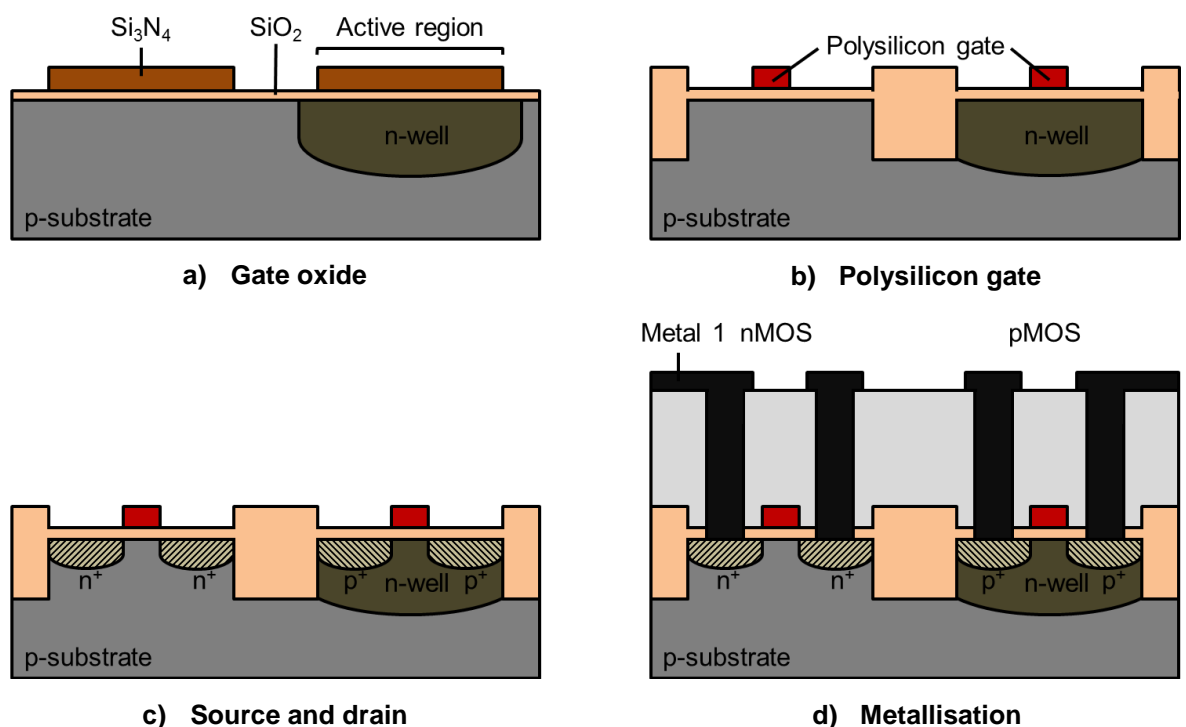 Si₃N₄ SiO₂ Active region
n-well
p-substrate
a) Gate oxide
Polysilicon gate
n-well
p-substrate
b) Polysilicon gate
n⁺ n⁺ p⁺ n-well p⁺
p-substrate
c) Source and drain
Metal 1 nMOS pMOS
n⁺ n⁺ p⁺ n-well p⁺
p-substrate
d) Metallisation